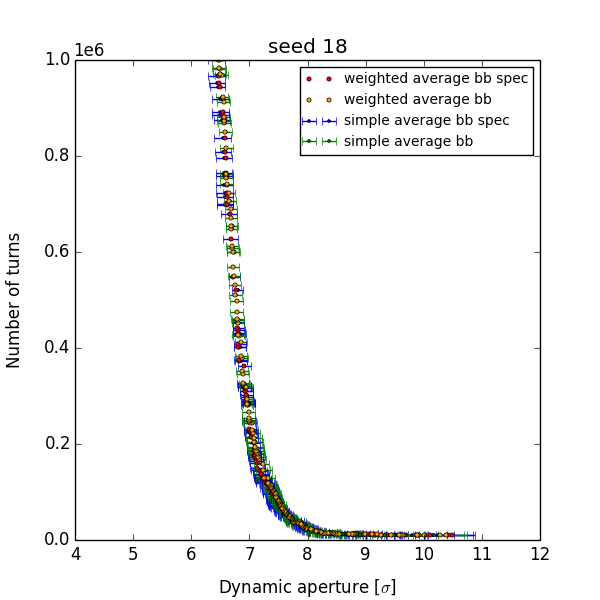 seed 18
1e6
weighted average bb spec
weighted average bb
simple average bb spec
simple average bb
1.0
0.8
0.6
0.4
0.2
0.0
Number of turns
4 5 6 7 8 9 10 11 12
Dynamic aperture [σ]